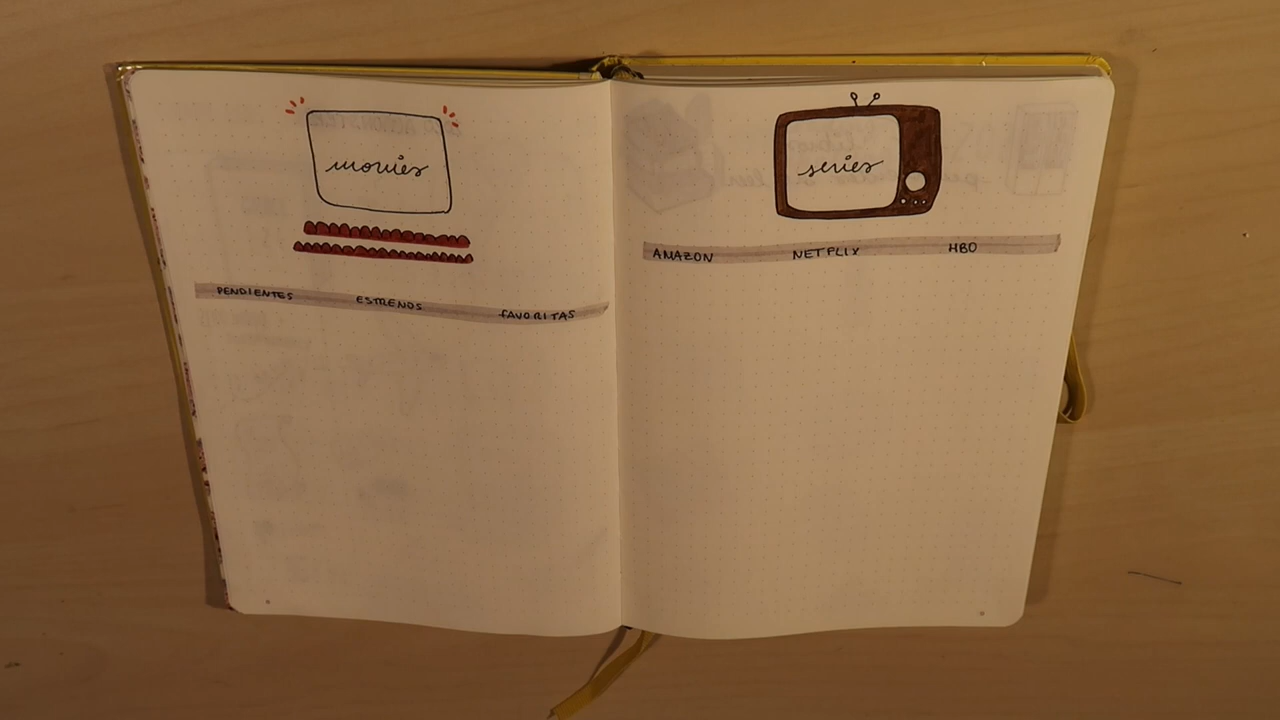 movies
PENDIENTES ESTRENOS FAVORITAS
series
AMAZON NETFLIX HBO